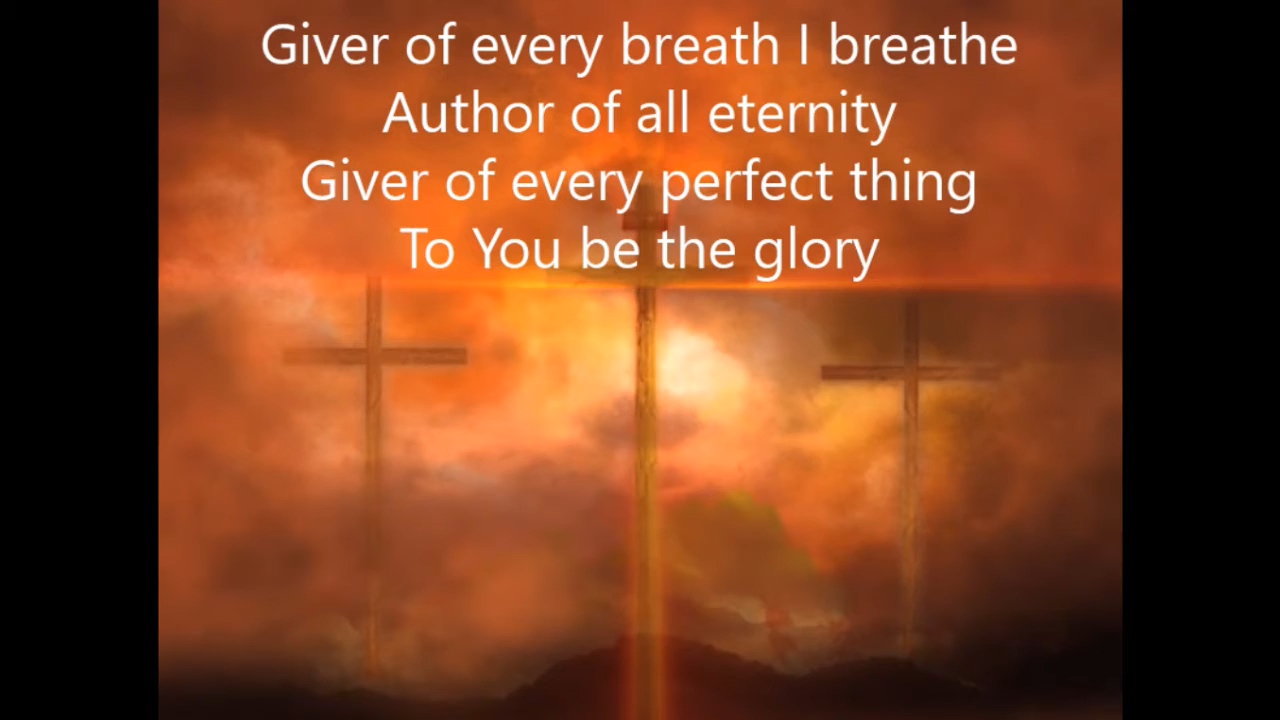 Giver of every breath I breathe
Author of all eternity
Giver of every perfect thing
To You be the glory